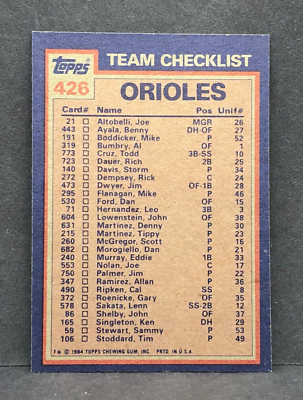 Topps TEAM CHECKLIST
426 ORIOLES
Card# Name Pos Unif#
21 Altobelli, Joe MGR 26
443 Ayala, Benny DH-OF 27
191 Boddicker, Mike P 52
319 Bumbry, Al OF 1
773 Cruz, Todd 3B-SS 10
723 Dauer, Rich 2B 25
140 Davis, Storm P 34
272 Dempsey, Rick C 24
473 Dwyer, Jim OF-1B 28
295 Flanagan, Mike P 46
530 Ford, Dan OF 15
71 Hernandez, Leo 3B 3
604 Lowenstein, John OF 38
631 Martinez, Denny P 30
215 Martinez, Tippy P 23
260 McGregor, Scott P 16
682 Morogiello, Dan P 21
240 Murray, Eddie 1B 33
553 Nolan, Joe C 17
750 Palmer, Jim P 22
347 Ramirez, Allan P 36
490 Ripken, Cal SS 8
372 Roenicke, Gary OF 35
578 Sakata, Lenn SS-2B 12
86 Shelby, John OF 37
165 Singleton, Ken DH 29
59 Stewart, Sammy P 53
106 Stoddard, Tim P 49
© 1984 TOPPS CHEWING GUM, INC. PRTD. IN U.S.A.